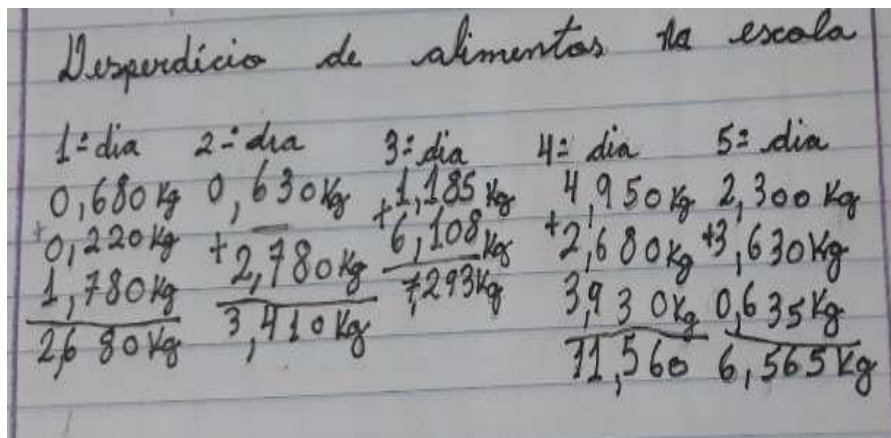 Desperdício de alimentos na escola
1º dia 2º dia 3º dia 4º dia 5º dia
0,680 Kg 0,630 Kg 1,185 Kg 4,950 Kg 2,300 Kg
+ 0,220 Kg + 2,780 Kg + 6,108 Kg + 2,680 Kg + 3,630 Kg
1,780 Kg 3,410 Kg 7,293 Kg 3,930 Kg 0,635 Kg
2,680 Kg 11,560 6,565 Kg